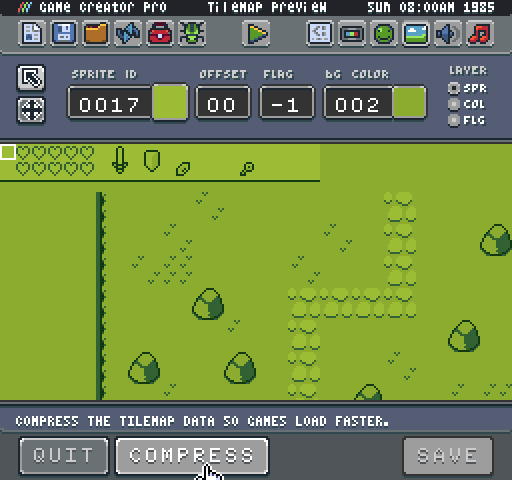 GAME CREATOR PRO TILEMAP PREVIEW SUN 08:00AM 1985
SPRITE ID OFFSET FLAG BG COLOR LAYER
0017 00 -1 002
SPR
COL
FLG
COMPRESS THE TILEMAP DATA SO GAMES LOAD FASTER.
QUIT COMPRESS SAVE